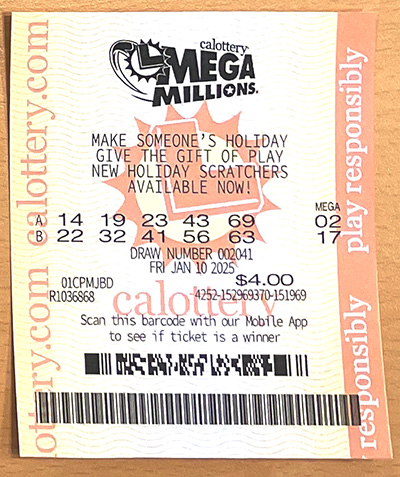 calottery
MEGA
MILLIONS
MAKE SOMEONE'S HOLIDAY
GIVE THE GIFT OF PLAY
NEW HOLIDAY SCRATCHERS
AVAILABLE NOW!
MEGA
A 14 19 23 43 69 02
B 22 32 41 56 63 17
DRAW NUMBER 002041
FRI JAN 10 2025
$4.00
01CPMJBD
R1036868 4252-152969370-151969
calottery
Scan this barcode with our Mobile App
to see if ticket is a winner
calottery.com calottery.com
play responsibly
responsibly